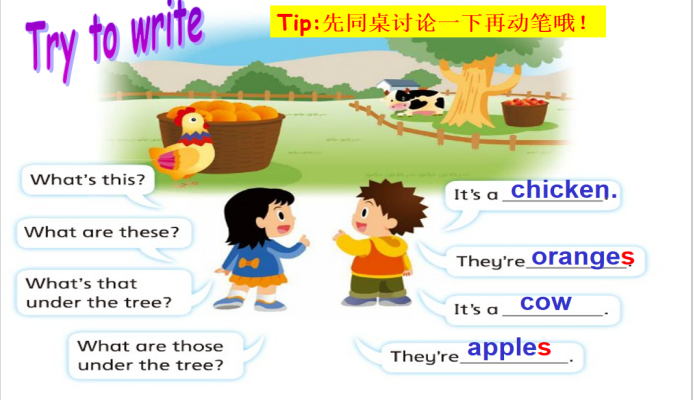 Try to write
Tip:先同桌讨论一下再动笔哦！
What's this?
It's a chicken.
What are these?
They're oranges.
What's that
under the tree?
It's a cow.
What are those
under the tree?
They're apples.